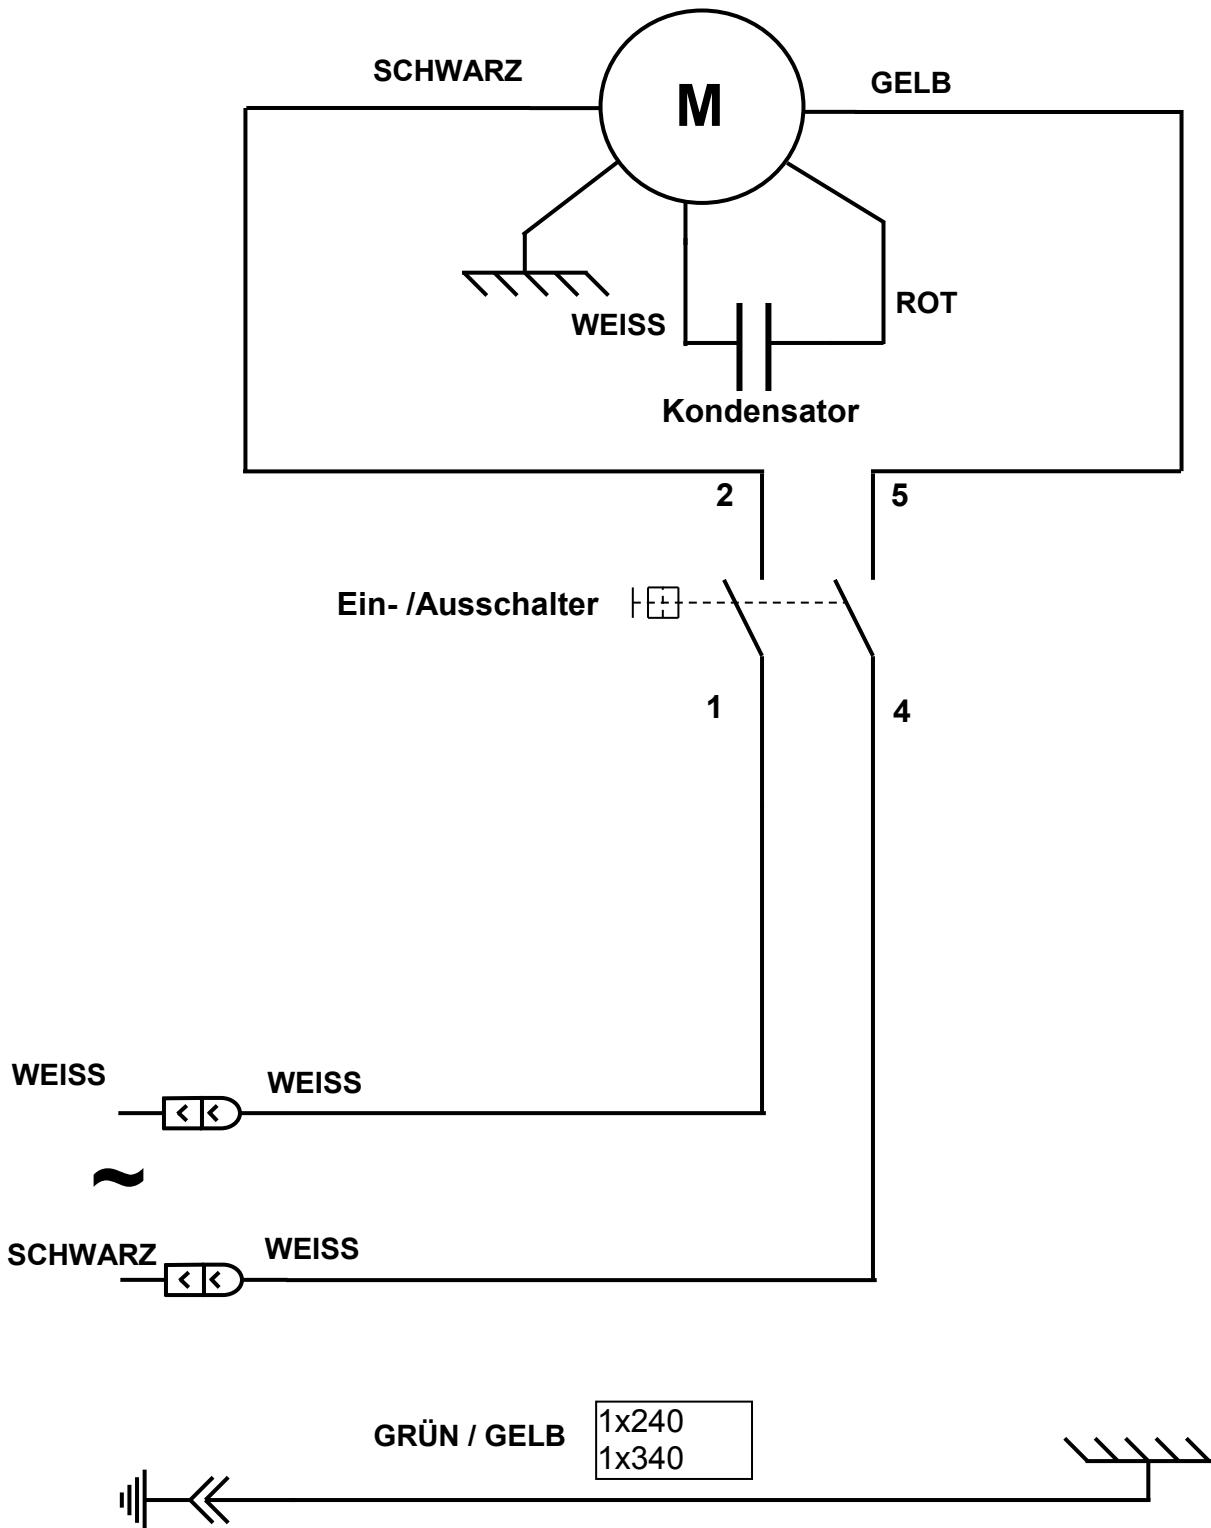 SCHWARZ
M
GELB
WEISS
ROT
Kondensator
2
5
Ein- /Ausschalter
1
4
WEISS
WEISS
~
SCHWARZ
WEISS
GRÜN / GELB
1x240
1x340